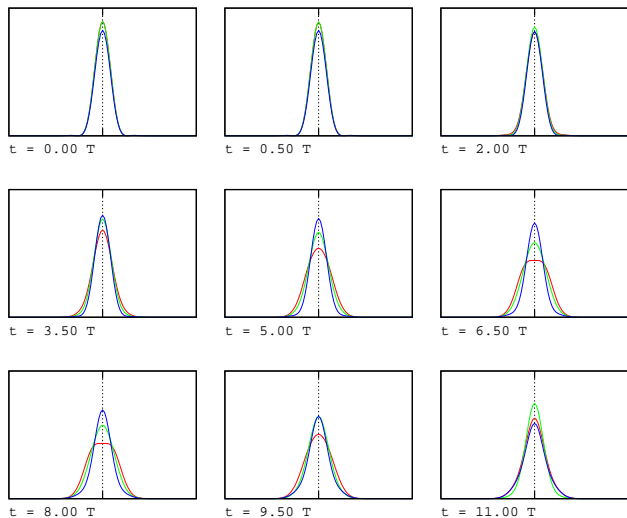 t = 0.00 T
t = 0.50 T
t = 2.00 T
t = 3.50 T
t = 5.00 T
t = 6.50 T
t = 8.00 T
t = 9.50 T
t = 11.00 T